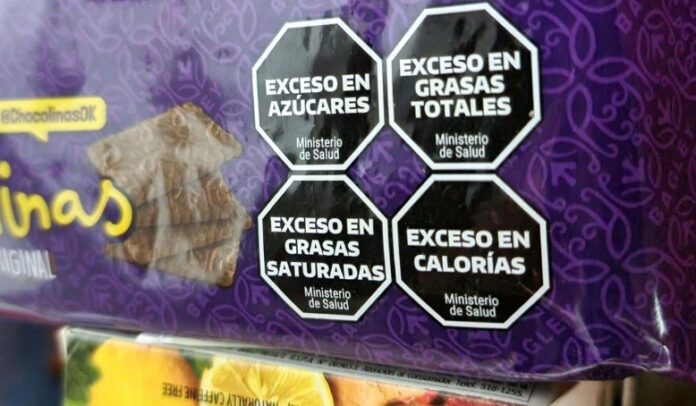 EXCESO EN
AZÚCARES
Ministerio
de Salud
EXCESO EN
GRASAS
TOTALES
Ministerio
de Salud
@ChocolinasOK
inas
RIGINAL
EXCESO EN
GRASAS
SATURADAS
Ministerio
de Salud
EXCESO EN
CALORÍAS
Ministerio
de Salud
BAGLEY
NATURALLY CAFFEINE FREE